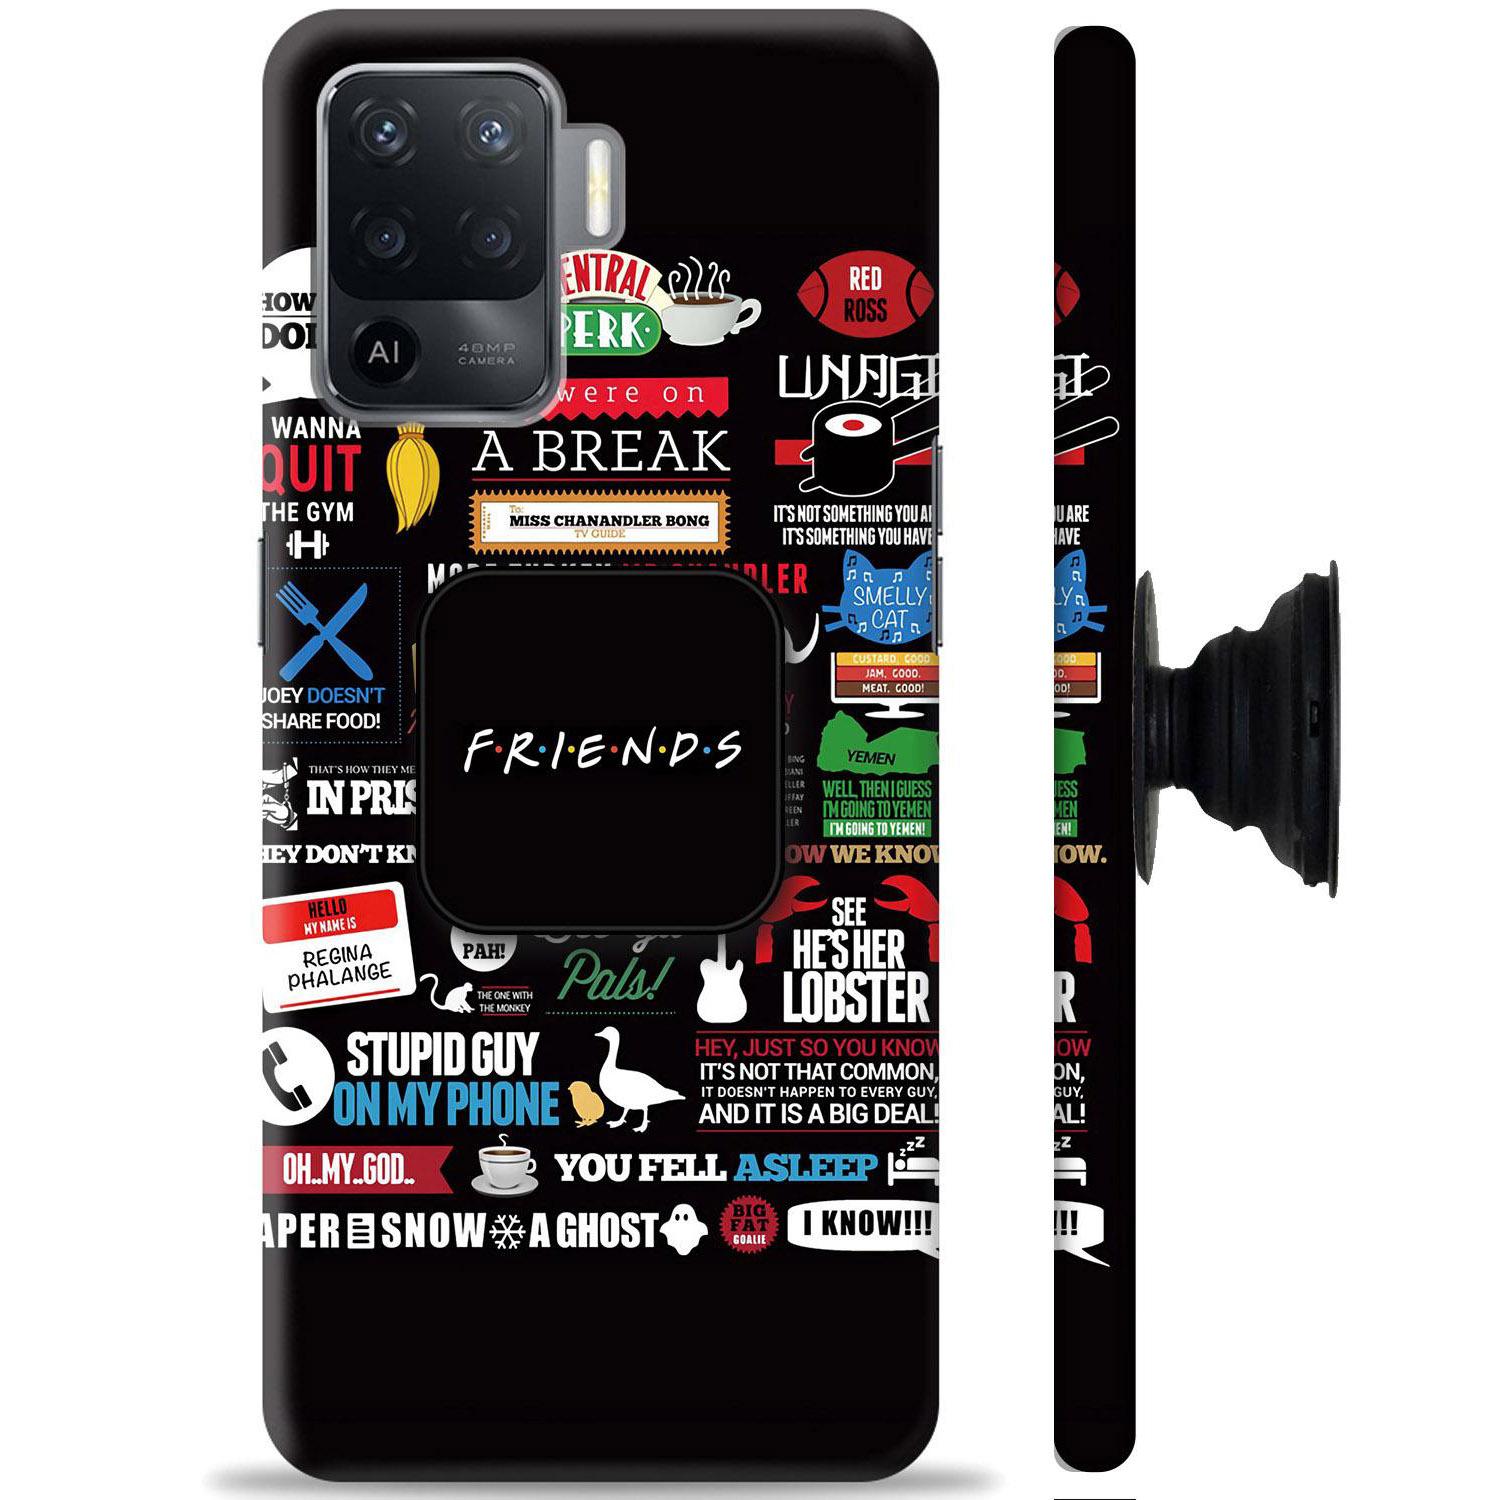 AI
48MP
CAMERA
HOW
DOI
ENTRAL
PERK
RED
ROSS
were on
A BREAK
UNAGI
WANNA
QUIT
THE GYM
To:
MISS CHANANDLER BONG
TV GUIDE
IT'S NOT SOMETHING YOU ARE
IT'S SOMETHING YOU HAVE
SMELLY
CAT
CUSTARD, GOOD
JAM, GOOD.
MEAT, GOOD!
JOEY DOESN'T
SHARE FOOD!
F·R·I·E·N·D·S
THAT'S HOW THEY ME
IN PRIS
YEMEN
WELL, THEN I GUESS
I'M GOING TO YEMEN
I'M GOING TO YEMEN!
HEY DON'T KN
OW WE KNOW.
HELLO
MY NAME IS
REGINA
PHALANGE
PAH!
Pals!
THE ONE WITH
THE MONKEY
SEE
HE'S HER
LOBSTER
STUPID GUY
ON MY PHONE
HEY, JUST SO YOU KNOW
IT'S NOT THAT COMMON,
IT DOESN'T HAPPEN TO EVERY GUY,
AND IT IS A BIG DEAL!
OH..MY..GOD..
YOU FELL ASLEEP
zzZ
APER SNOW A GHOST
BIG
FAT
GOALIE
I KNOW!!!